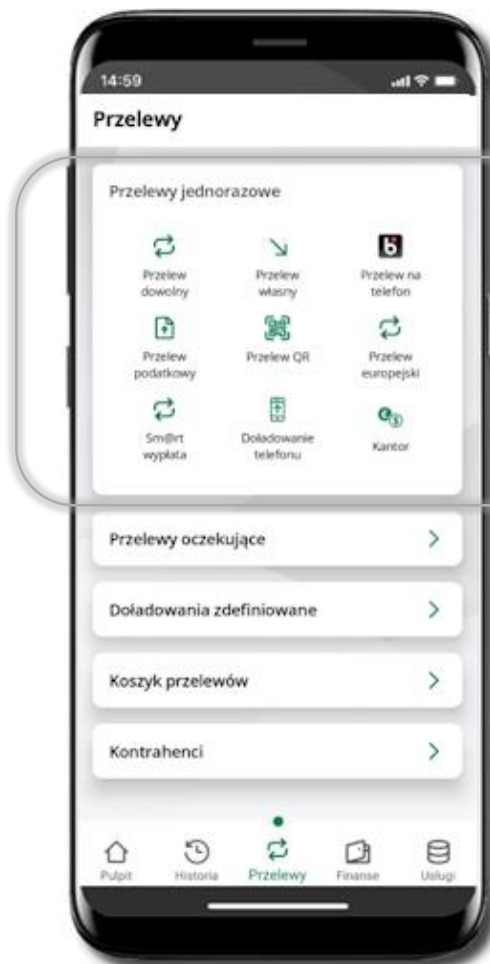 14:59
Przelewy
Przelewy jednorazowe
Przelew
dowolny
Przelew
własny
Przelew na
telefon
Przelew
podatkowy
Przelew QR
Przelew
europejski
Sm@rt
wypłata
Doładowanie
telefonu
Kantor
Przelewy oczekujące
Doładowania zdefiniowane
Koszyk przelewów
Kontrahenci
Pulpit
Historia
Przelewy
Finanse
Usługi